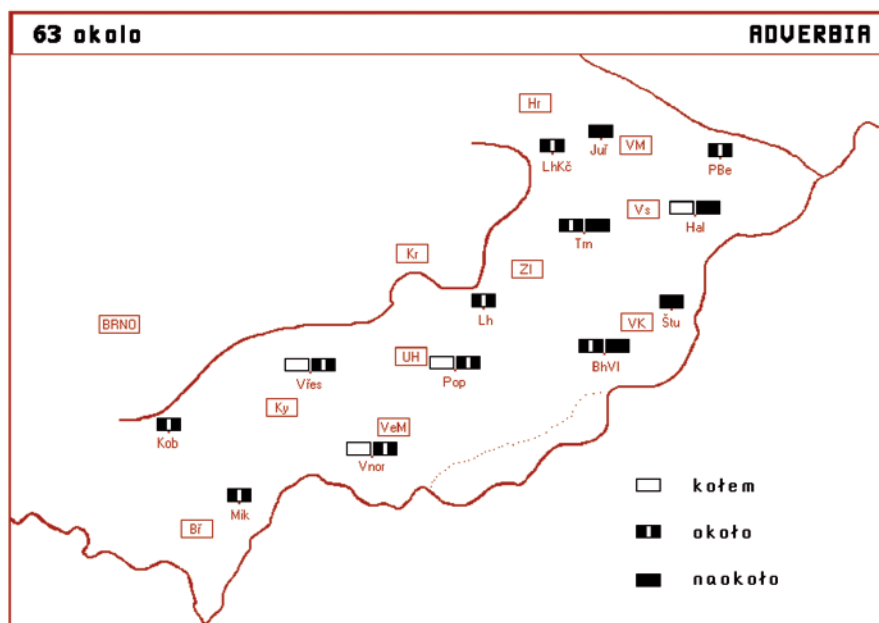 63 okolo
ADVERBIA
Hr
LhKč
Juř
VM
PBe
Trn
Vs
Hal
Kr
Zl
BRNO
Lh
VK
Štu
Vřes
UH
Pop
BhVl
Ky
Kob
VeM
Vnor
Mik
Bř
kołem
około
naokoło